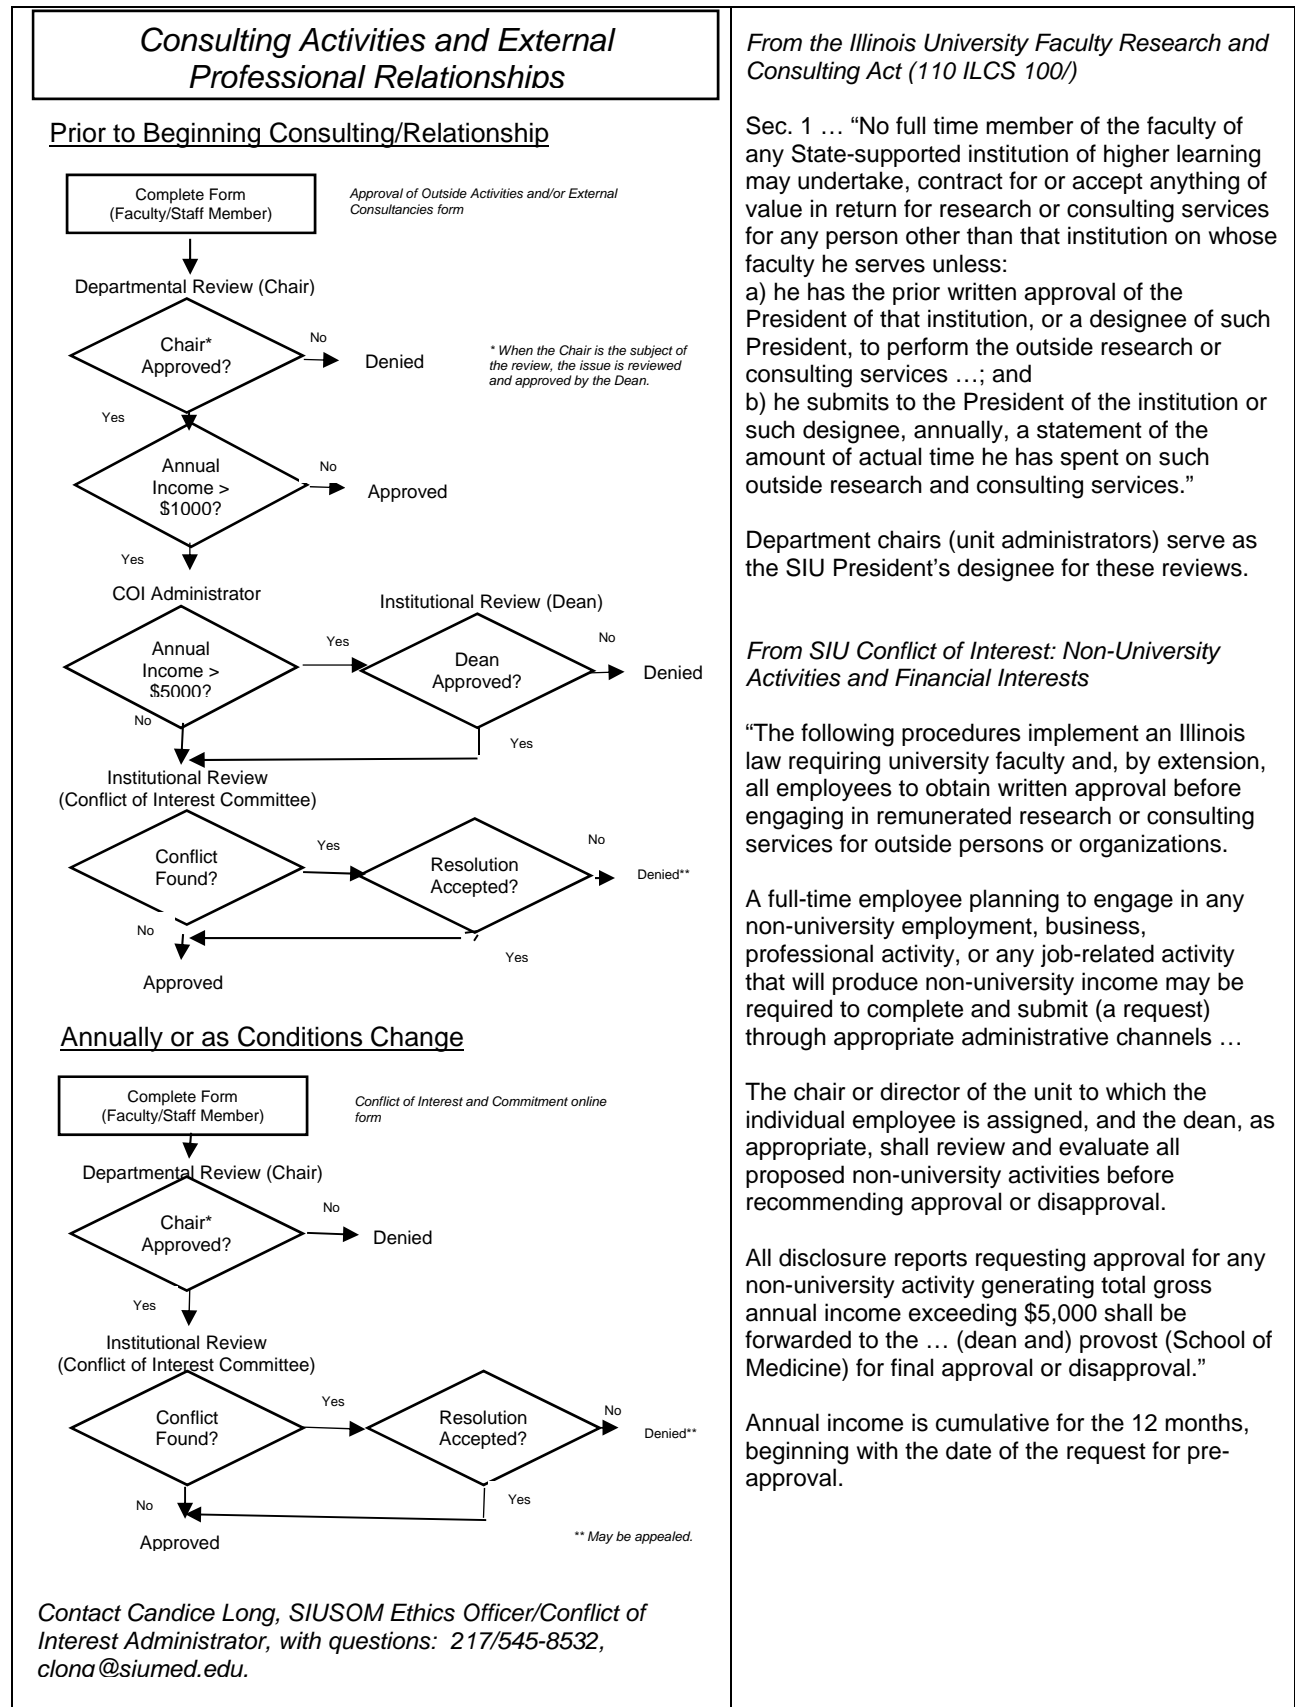 Consulting Activities and External
Professional Relationships
Prior to Beginning Consulting/Relationship
Complete Form
(Faculty/Staff Member)
Approval of Outside Activities and/or External
Consultancies form
Departmental Review (Chair)
Chair*
Approved?
No
Denied
* When the Chair is the subject of
the review, the issue is reviewed
and approved by the Dean.
Yes
Annual
Income >
$1000?
No
Approved
Yes
COI Administrator
Annual
Income >
$5000?
Yes
Institutional Review (Dean)
Dean
Approved?
No
Denied
No
Yes
Institutional Review
(Conflict of Interest Committee)
Conflict
Found?
Yes
Resolution
Accepted?
No
Denied**
No
Yes
Approved
Annually or as Conditions Change
Complete Form
(Faculty/Staff Member)
Conflict of Interest and Commitment online
form
Departmental Review (Chair)
Chair*
Approved?
No
Denied
Yes
Institutional Review
(Conflict of Interest Committee)
Conflict
Found?
Yes
Resolution
Accepted?
No
Denied**
No
Yes
Approved
** May be appealed.
Contact Candice Long, SIUSOM Ethics Officer/Conflict of
Interest Administrator, with questions:  217/545-8532,
clong@siumed.edu.
From the Illinois University Faculty Research and
Consulting Act (110 ILCS 100/)
Sec. 1 … “No full time member of the faculty of
any State-supported institution of higher learning
may undertake, contract for or accept anything of
value in return for research or consulting services
for any person other than that institution on whose
faculty he serves unless:
a) he has the prior written approval of the
President of that institution, or a designee of such
President, to perform the outside research or
consulting services …; and
b) he submits to the President of the institution or
such designee, annually, a statement of the
amount of actual time he has spent on such
outside research and consulting services.”
Department chairs (unit administrators) serve as
the SIU President’s designee for these reviews.
From SIU Conflict of Interest: Non-University
Activities and Financial Interests
“The following procedures implement an Illinois
law requiring university faculty and, by extension,
all employees to obtain written approval before
engaging in remunerated research or consulting
services for outside persons or organizations.
A full-time employee planning to engage in any
non-university employment, business,
professional activity, or any job-related activity
that will produce non-university income may be
required to complete and submit (a request)
through appropriate administrative channels …
The chair or director of the unit to which the
individual employee is assigned, and the dean, as
appropriate, shall review and evaluate all
proposed non-university activities before
recommending approval or disapproval.
All disclosure reports requesting approval for any
non-university activity generating total gross
annual income exceeding $5,000 shall be
forwarded to the … (dean and) provost (School of
Medicine) for final approval or disapproval.”
Annual income is cumulative for the 12 months,
beginning with the date of the request for pre-
approval.